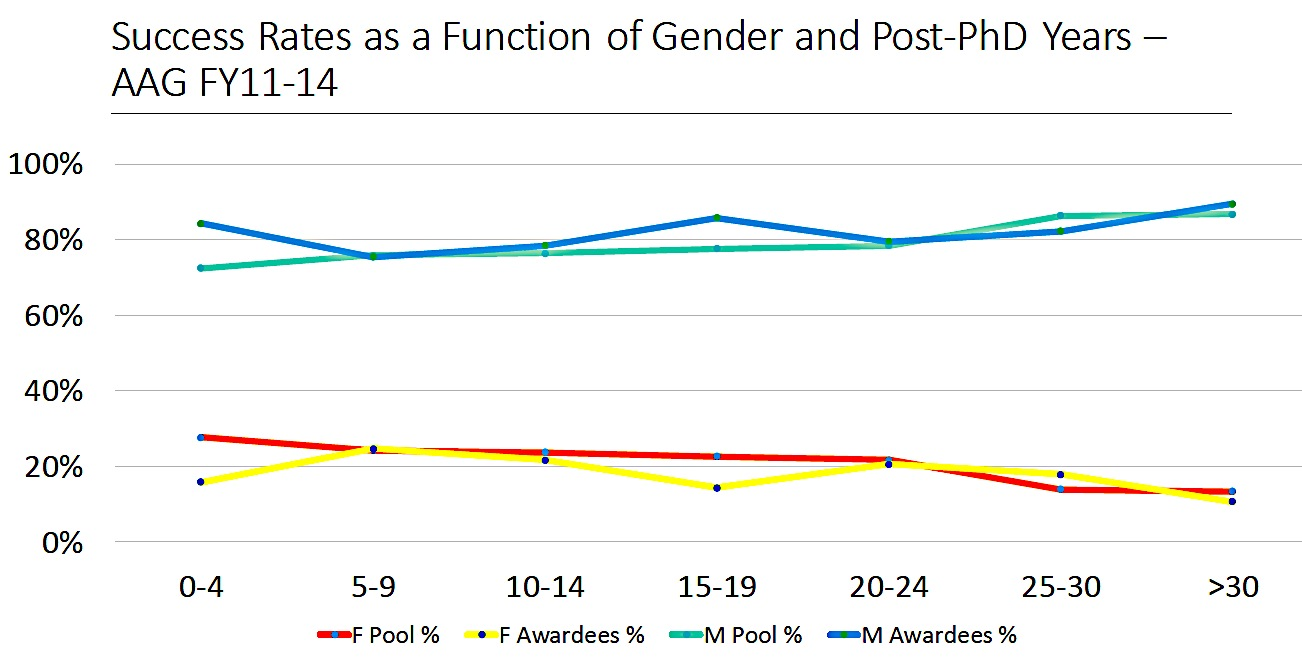 Success Rates as a Function of Gender and Post-PhD Years –
AAG FY11-14
100%
80%
60%
40%
20%
0%
0-4 5-9 10-14 15-19 20-24 25-30 >30
F Pool % F Awardees % M Pool % M Awardees %